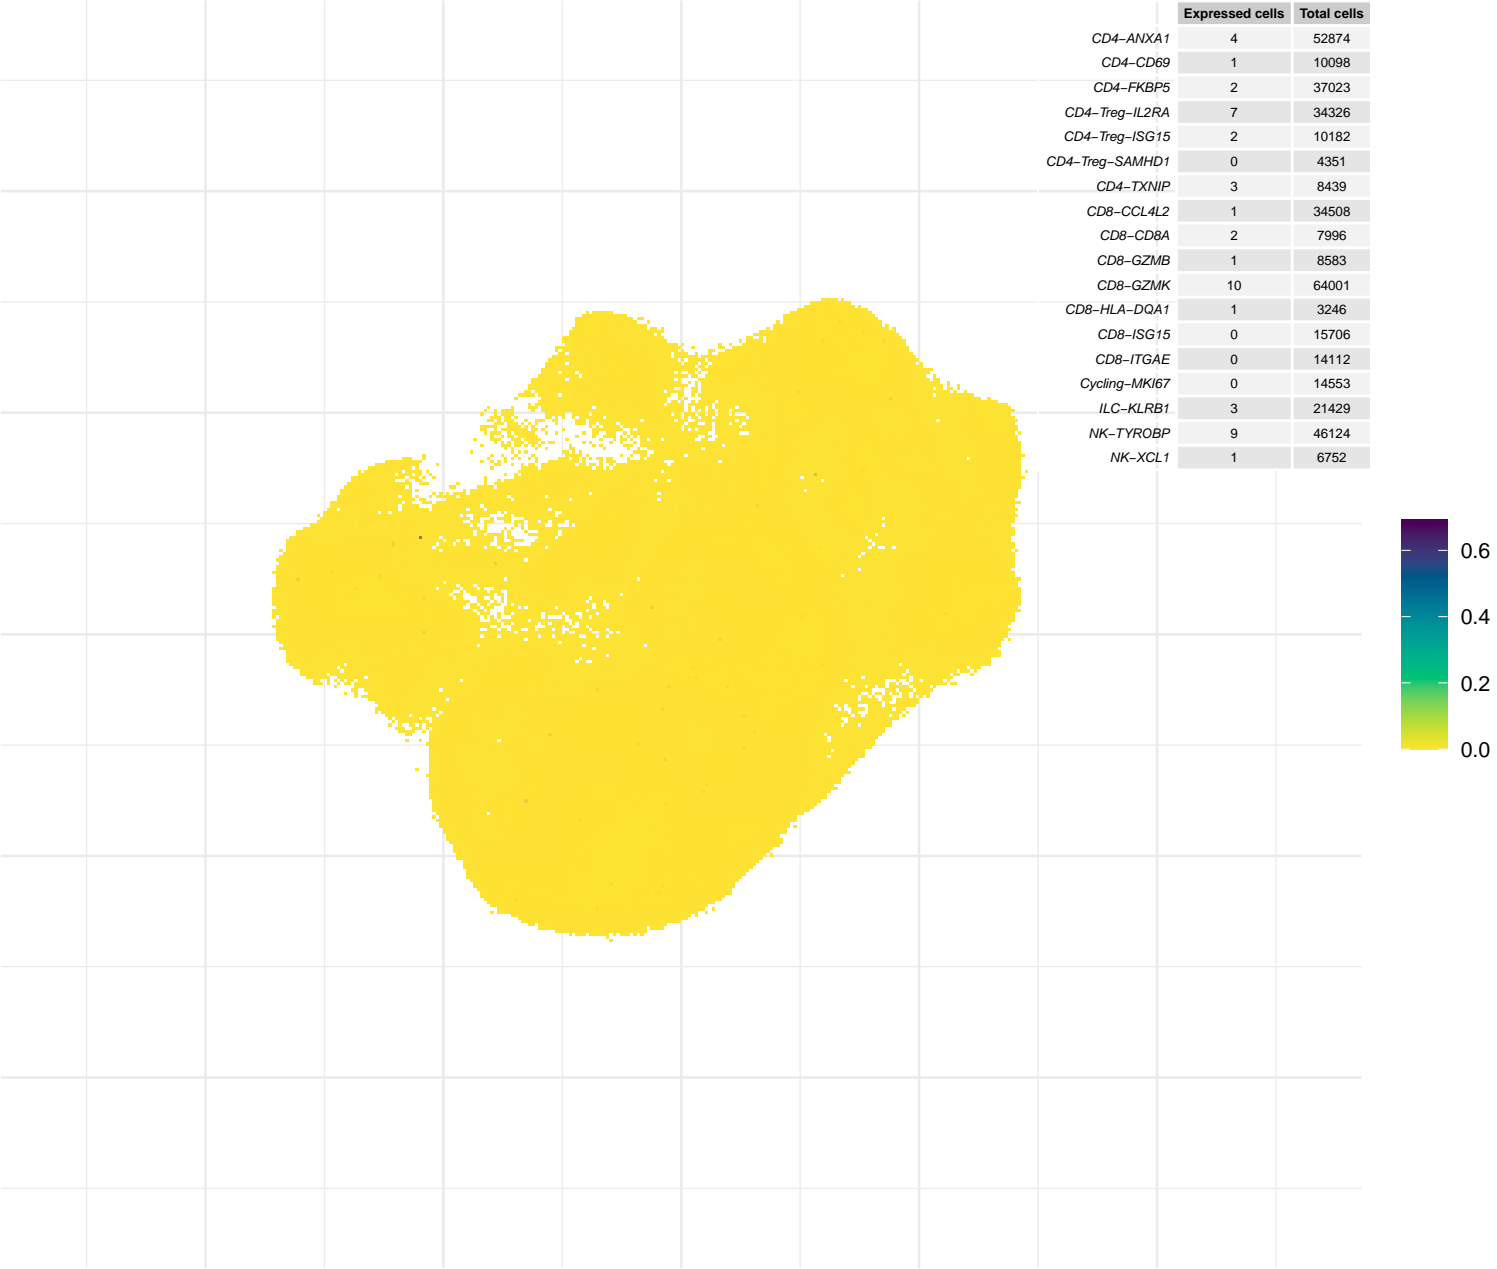 Expressed cells Total cells
CD4−ANXA1 4 52874
CD4−CD69 1 10098
CD4−FKBP5 2 37023
CD4−Treg−IL2RA 7 34326
CD4−Treg−ISG15 2 10182
CD4−Treg−SAMHD1 0 4351
CD4−TXNIP 3 8439
CD8−CCL4L2 1 34508
CD8−CD8A 2 7996
CD8−GZMB 1 8583
CD8−GZMK 10 64001
CD8−HLA−DQA1 1 3246
CD8−ISG15 0 15706
CD8−ITGAE 0 14112
Cycling−MKI67 0 14553
ILC−KLRB1 3 21429
NK−TYROBP 9 46124
NK−XCL1 1 6752
0.6
0.4
0.2
0.0